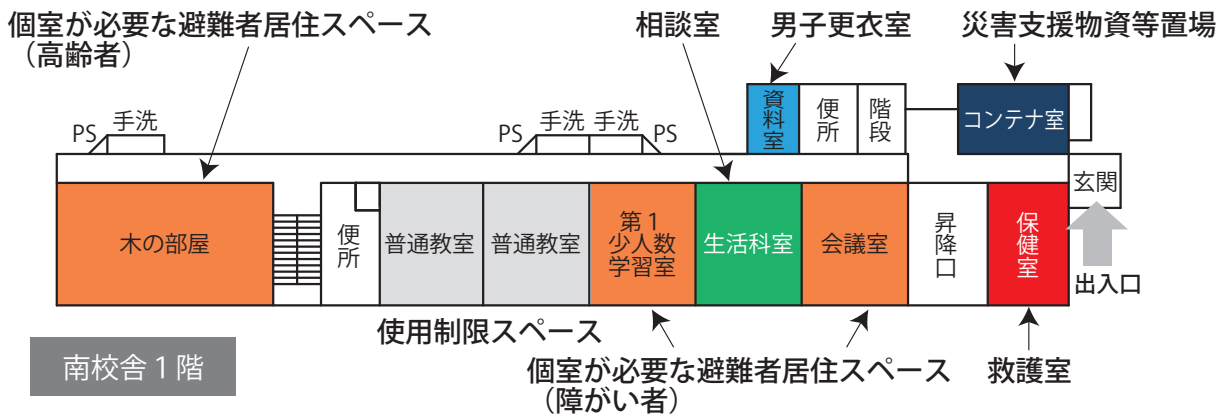 個室が必要な避難者居住スペース
（高齢者）
相談室
男子更衣室
災害支援物資等置場
PS
手洗
手洗
手洗
PS
資料室
便所
階段
コンテナ室
玄関
木の部屋
便所
普通教室
普通教室
第１
少人数
学習室
生活科室
会議室
昇降口
保健室
出入口
使用制限スペース
南校舎１階
個室が必要な避難者居住スペース
（障がい者）
救護室